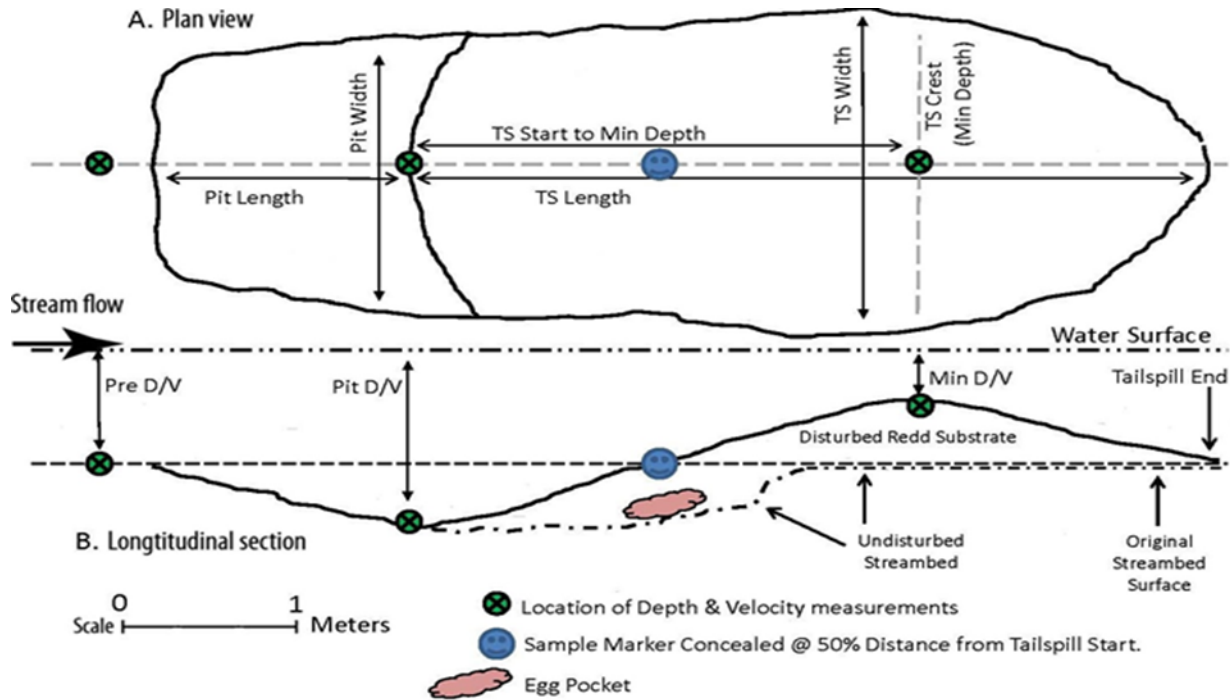 A. Plan view
Pit Width
TS Width
TS Crest
(Min Depth)
TS Start to Min Depth
Pit Length
TS Length
Stream flow
Water Surface
Pre D/V
Pit D/V
Min D/V
Tailspill End
Disturbed Redd Substrate
B. Longtitudinal section
Undisturbed
Streambed
Original
Streambed
Surface
0 1
Scale Meters
Location of Depth & Velocity measurements
Sample Marker Concealed @ 50% Distance from Tailspill Start.
Egg Pocket